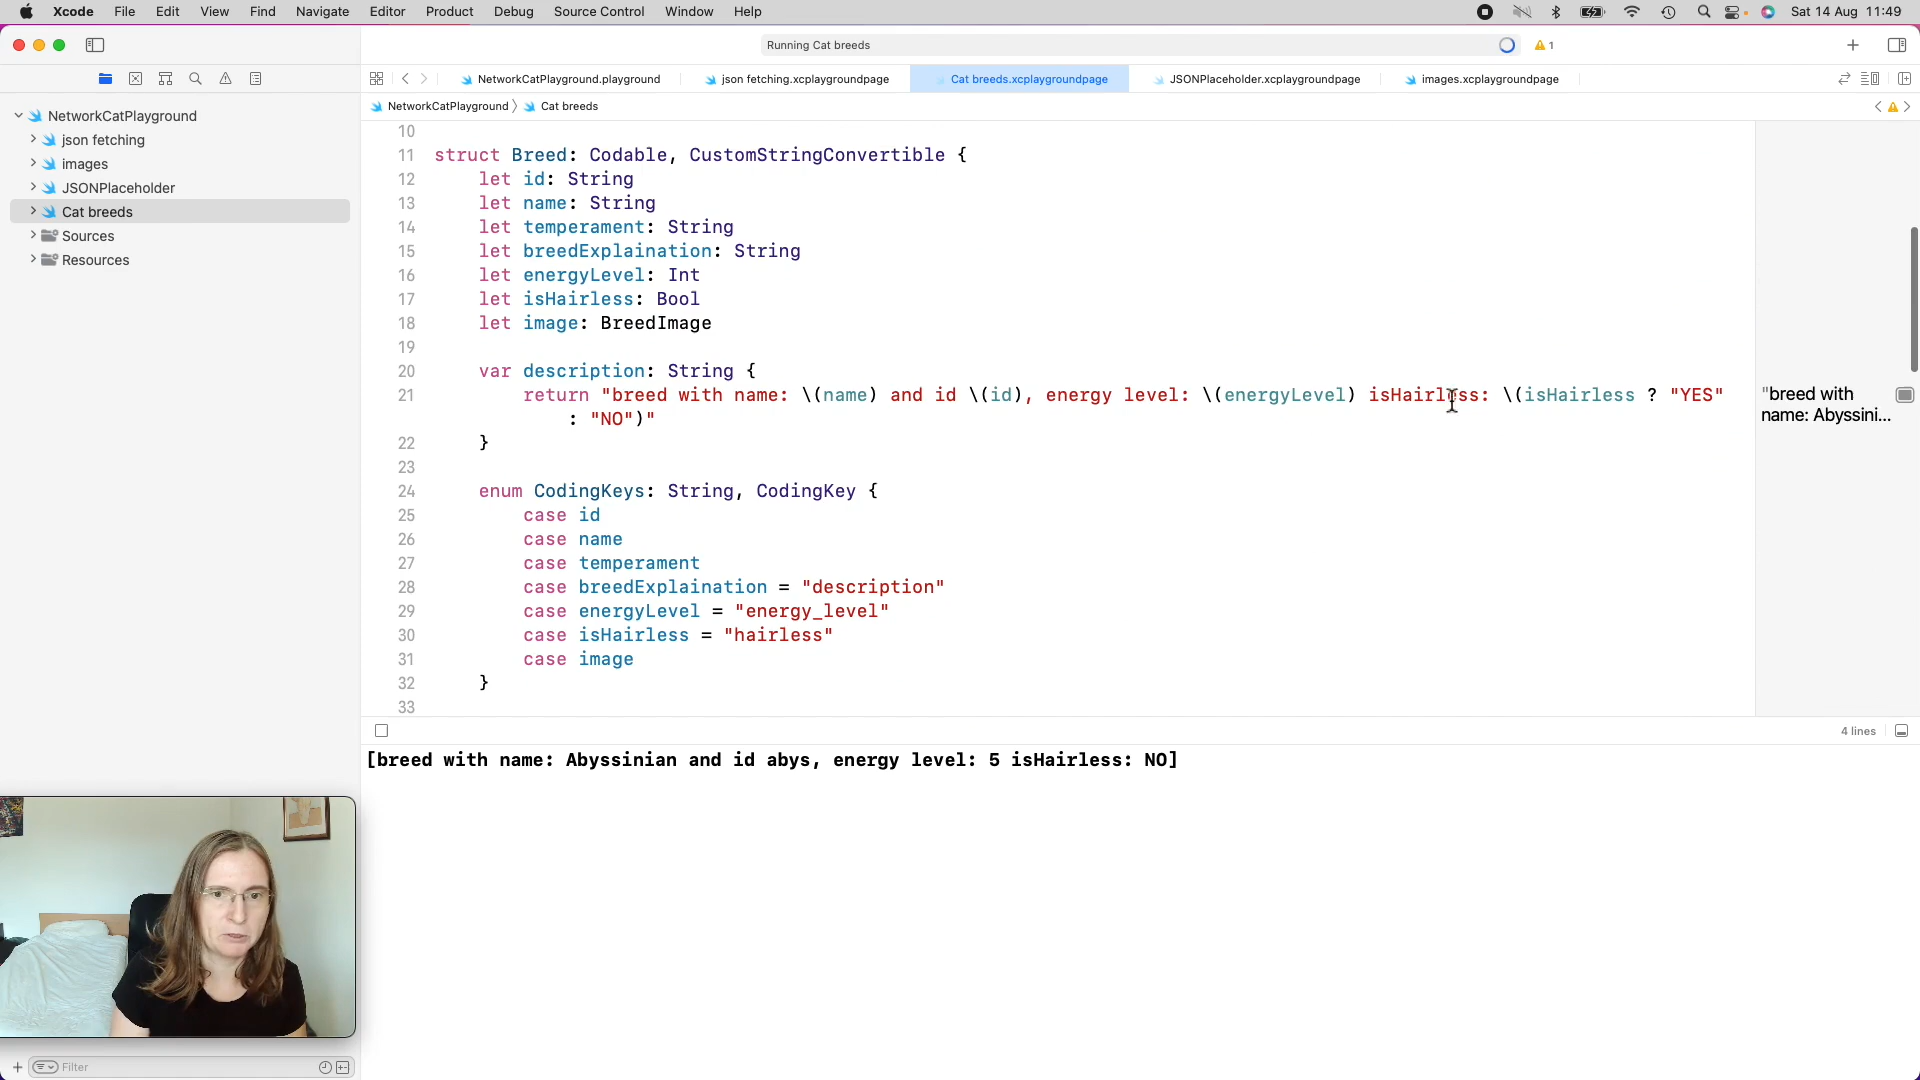 Xcode File Edit View Find Navigate Editor Product Debug Source Control Window Help Sat 14 Aug 11:49
Running Cat breeds 1
NetworkCatPlayground.playground json fetching.xcplaygroundpage Cat breeds.xcplaygroundpage JSONPlaceholder.xcplaygroundpage images.xcplaygroundpage
NetworkCatPlayground Cat breeds
NetworkCatPlayground
json fetching
images
JSONPlaceholder
Cat breeds
Sources
Resources
10
11 struct Breed: Codable, CustomStringConvertible {
12 let id: String
13 let name: String
14 let temperament: String
15 let breedExplaination: String
16 let energyLevel: Int
17 let isHairless: Bool
18 let image: BreedImage
19
20 var description: String {
21 return "breed with name: \(name) and id \(id), energy level: \(energyLevel) isHairless: \(isHairless ? "YES"
: "NO")"
22 }
23
24 enum CodingKeys: String, CodingKey {
25 case id
26 case name
27 case temperament
28 case breedExplaination = "description"
29 case energyLevel = "energy_level"
30 case isHairless = "hairless"
31 case image
32 }
33
"breed with
name: Abyssini...
4 lines
[breed with name: Abyssinian and id abys, energy level: 5 isHairless: NO]
Filter